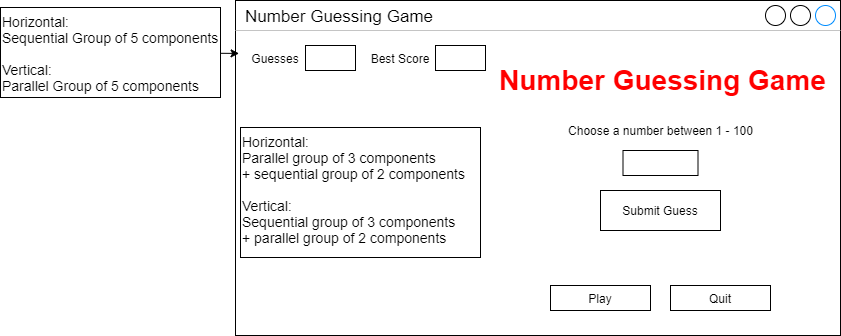 Horizontal:
Sequential Group of 5 components
Vertical:
Parallel Group of 5 components
Number Guessing Game
Guesses
Best Score
Number Guessing Game
Horizontal:
Parallel group of 3 components
+ sequential group of 2 components
Vertical:
Sequential group of 3 components
+ parallel group of 2 components
Choose a number between 1 - 100
Submit Guess
Play
Quit